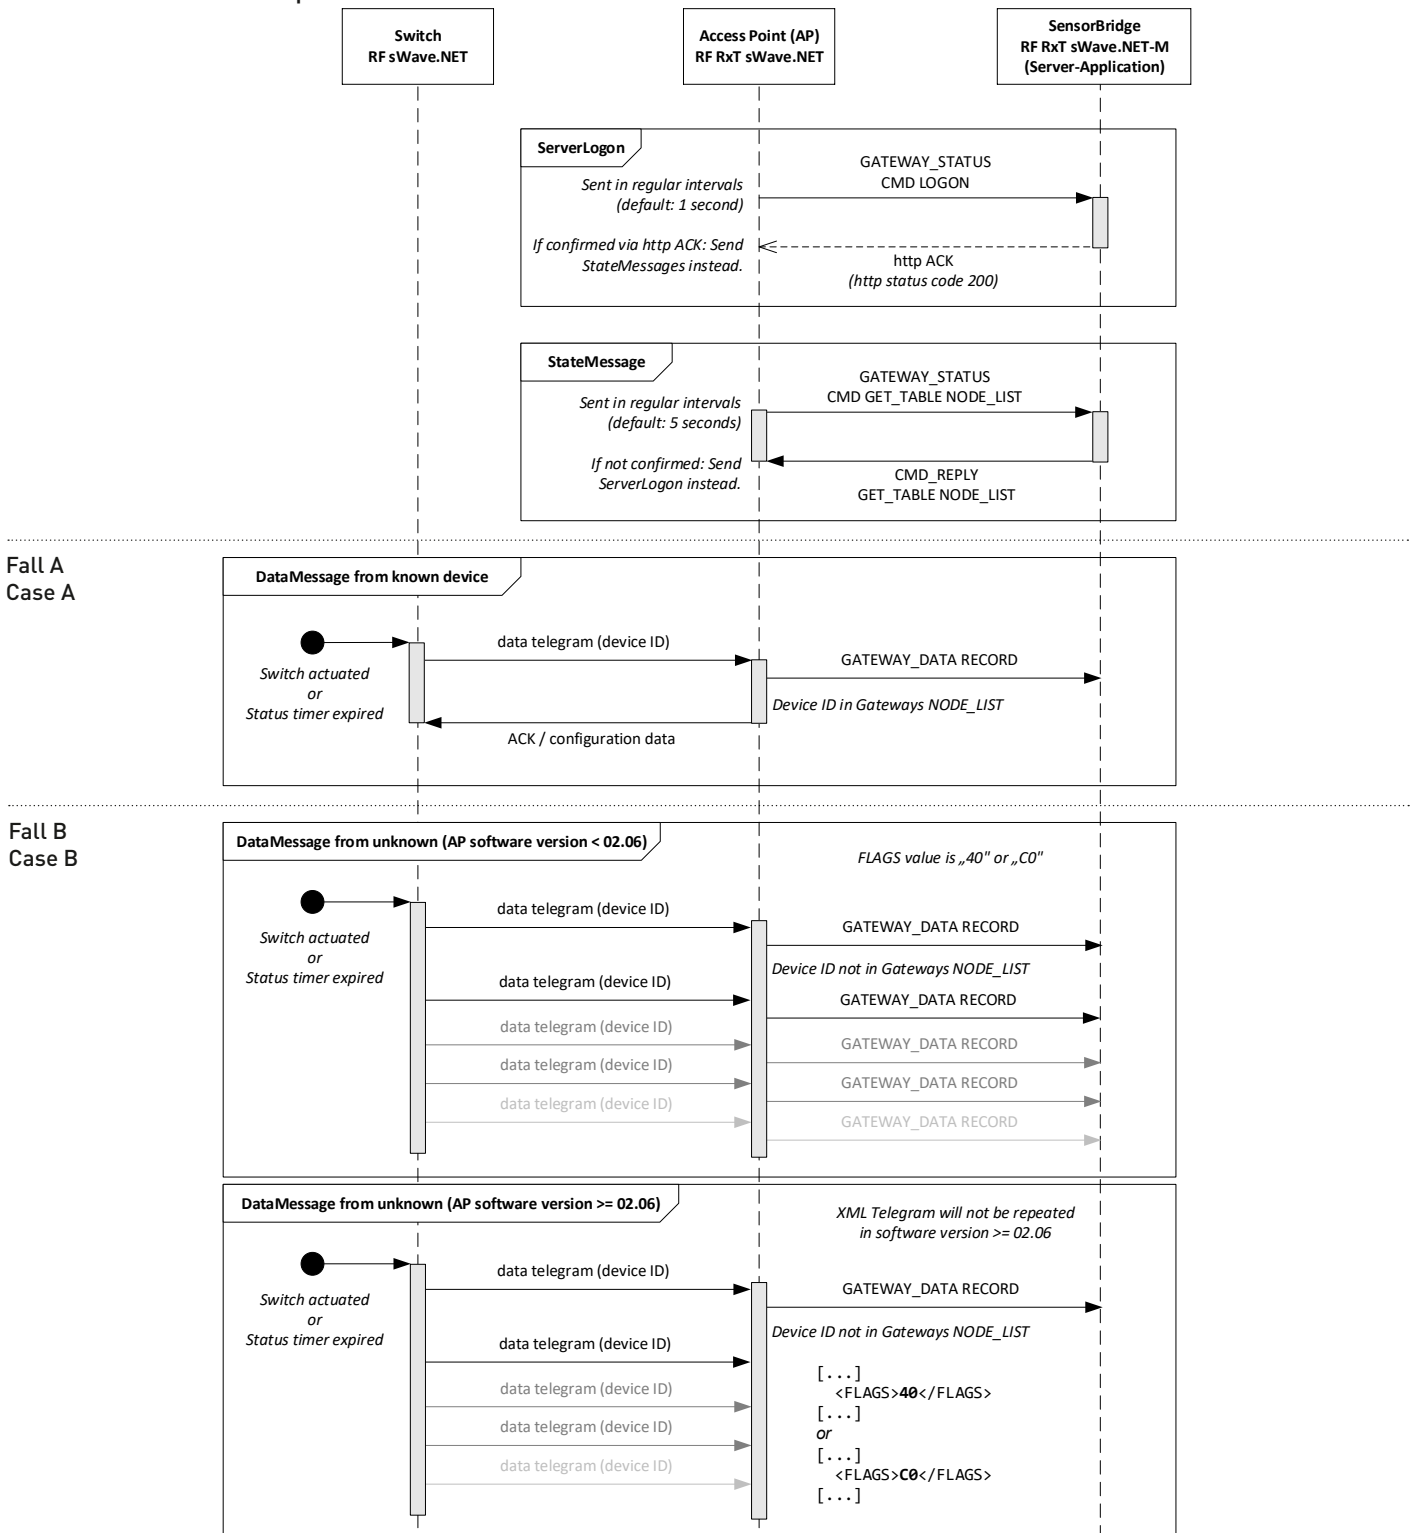 Switch
RF sWave.NET
Access Point (AP)
RF RxT sWave.NET
SensorBridge
RF RxT sWave.NET-M
(Server-Application)
ServerLogon
GATEWAY_STATUS
CMD LOGON
Sent in regular intervals
(default: 1 second)
If confirmed via http ACK: Send
StateMessages instead.
http ACK
(http status code 200)
StateMessage
GATEWAY_STATUS
CMD GET_TABLE NODE_LIST
Sent in regular intervals
(default: 5 seconds)
If not confirmed: Send
ServerLogon instead.
CMD_REPLY
GET_TABLE NODE_LIST
Fall A
Case A
DataMessage from known device
data telegram (device ID)
GATEWAY_DATA RECORD
Switch actuated
or
Status timer expired
Device ID in Gateways NODE_LIST
ACK / configuration data
Fall B
Case B
DataMessage from unknown (AP software version < 02.06)
FLAGS value is „40" or „C0"
data telegram (device ID)
GATEWAY_DATA RECORD
Switch actuated
or
Status timer expired
Device ID not in Gateways NODE_LIST
data telegram (device ID)
GATEWAY_DATA RECORD
data telegram (device ID)
GATEWAY_DATA RECORD
data telegram (device ID)
GATEWAY_DATA RECORD
data telegram (device ID)
GATEWAY_DATA RECORD
DataMessage from unknown (AP software version >= 02.06)
XML Telegram will not be repeated
in software version >= 02.06
data telegram (device ID)
GATEWAY_DATA RECORD
Switch actuated
or
Status timer expired
Device ID not in Gateways NODE_LIST
data telegram (device ID)
data telegram (device ID)
data telegram (device ID)
data telegram (device ID)
[...]
<FLAGS>40</FLAGS>
[...]
or
[...]
<FLAGS>C0</FLAGS>
[...]